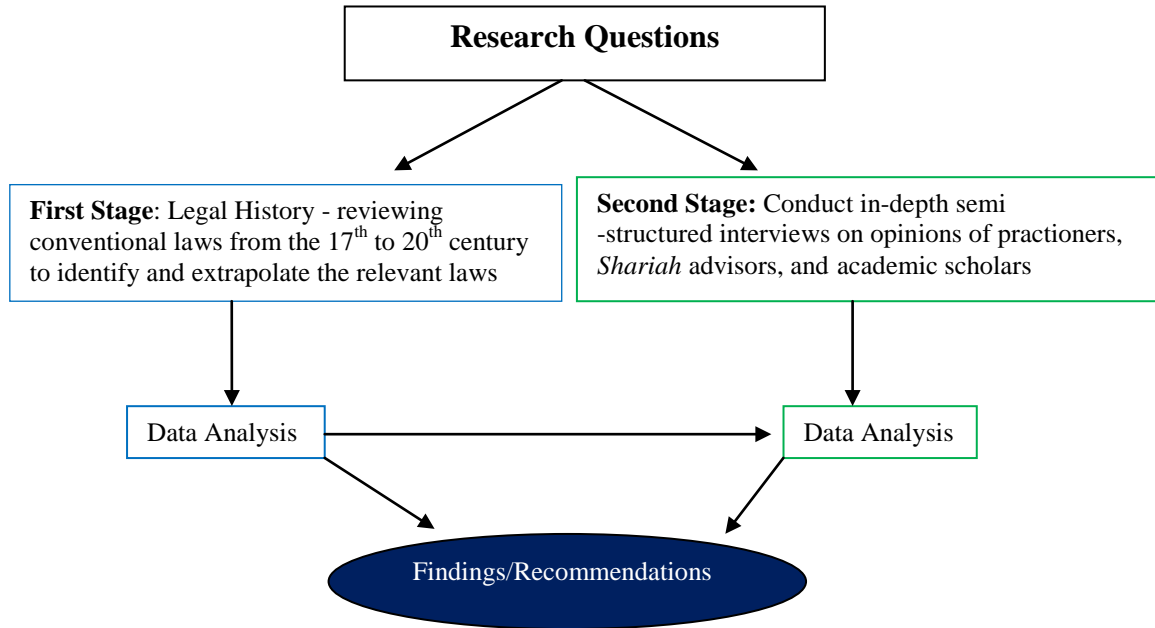 Research Questions
First Stage: Legal History - reviewing
conventional laws from the 17th to 20th century
to identify and extrapolate the relevant laws
Second Stage: Conduct in-depth semi
-structured interviews on opinions of practioners,
Shariah advisors, and academic scholars
Data Analysis
Data Analysis
Findings/Recommendations